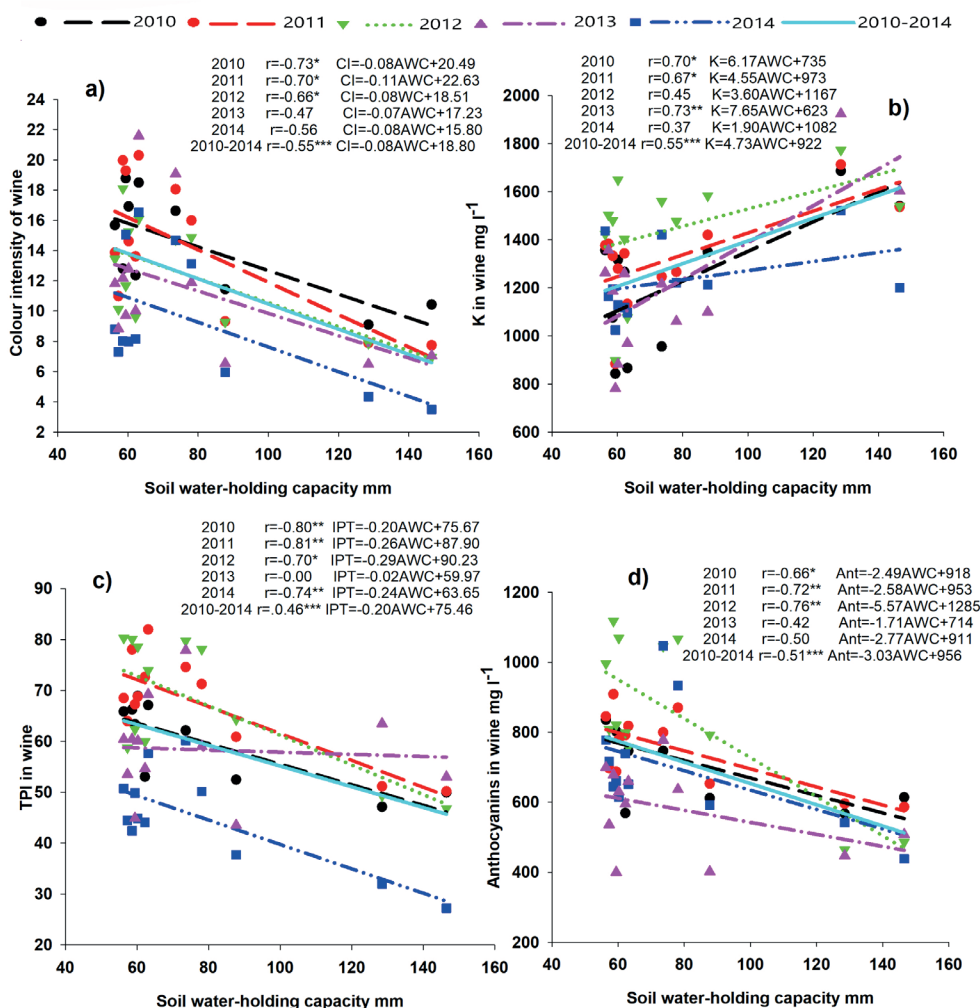 2010 2011 2012 2013 2014 2010-2014
2010 r=-0.73* CI=-0.08AWC+20.49
2011 r=-0.70* CI=-0.11AWC+22.63
2012 r=-0.66* CI=-0.08WC+18.51
2013 r=-0.47 CI=-0.07AWC+17.23
2014 r=-0.56 CI=-0.08AWC+15.80
2010-2014 r=-0.55*** CI=-0.08AWC+18.80
a)
Colour intensity of wine
24
22
20
18
16
14
12
10
8
6
4
2
40 60 80 100 120 140 160
Soil water-holding capacity mm
2010 r=0.70* K=6.17AWC+735
2011 r=0.67* K=4.55AWC+973
2012 r=0.45 K=3.60AWC+1167
2013 r=0.73** K=7.65AWC+623
2014 r=0.37 K=1.90AWC+1082
2010-2014 r=0.55*** K=4.73AWC+922
b)
K in wine mg l-1
2000
1800
1600
1400
1200
1000
800
600
40 60 80 100 120 140 160
Soil water-holding capacity mm
2010 r=-0.80** IPT=-0.20AWC+75.67
2011 r=-0.81** IPT=-0.26AWC+87.90
2012 r=-0.70* IPT=-0.29AWC+90.23
2013 r=-0.00 IPT=-0.02AWC+59.97
2014 r=-0.74** IPT=-0.24AWC+63.65
2010-2014 r=.0.46*** IPT=-0.20AWC+75.46
c)
TPI in wine
90
80
70
60
50
40
30
20
40 60 80 100 120 140 160
Soil water-holding capacity mm
2010 r=-0.66* Ant=-2.49AWC+918
2011 r=-0.72** Ant=-2.58AWC+953
2012 r=-0.76** Ant=-5.57AWC+1285
2013 r=-0.42 Ant=-1.71AWC+714
2014 r=-0.50 Ant=-2.77AWC+911
2010-2014 r=-0.51*** Ant=-3.03AWC+956
d)
Anthocyanins in wine mg l-1
1200
1000
800
600
400
200
40 60 80 100 120 140 160
Soil water-holding capacity mm